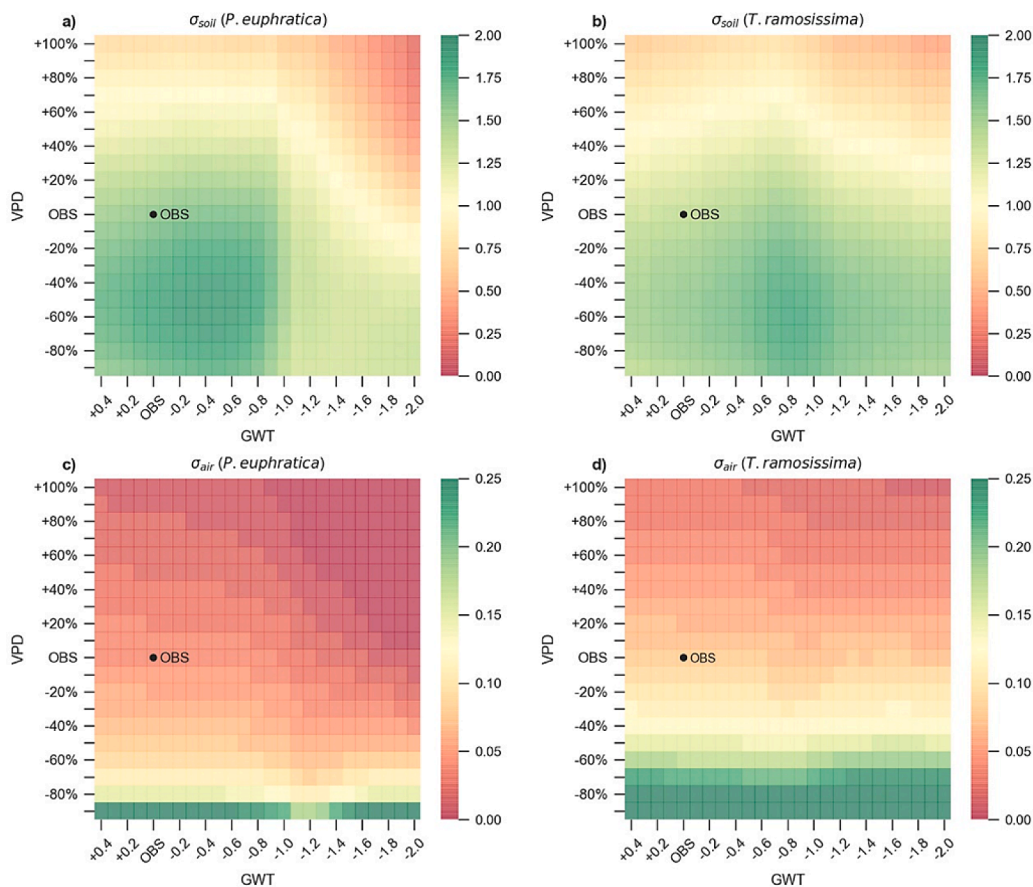 a) σsoil (P. euphratica)
+100%
+80%
+60%
+40%
+20%
OBS
-20%
-40%
-60%
-80%
VPD
OBS
+0.4 +0.2 OBS -0.2 -0.4 -0.6 -0.8 -1.0 -1.2 -1.4 -1.6 -1.8 -2.0
GWT
2.00
1.75
1.50
1.25
1.00
0.75
0.50
0.25
0.00
b) σsoil (T. ramosissima)
+100%
+80%
+60%
+40%
+20%
OBS
-20%
-40%
-60%
-80%
VPD
OBS
+0.4 +0.2 OBS -0.2 -0.4 -0.6 -0.8 -1.0 -1.2 -1.4 -1.6 -1.8 -2.0
GWT
2.00
1.75
1.50
1.25
1.00
0.75
0.50
0.25
0.00
c) σair (P. euphratica)
+100%
+80%
+60%
+40%
+20%
OBS
-20%
-40%
-60%
-80%
VPD
OBS
+0.4 +0.2 OBS -0.2 -0.4 -0.6 -0.8 -1.0 -1.2 -1.4 -1.6 -1.8 -2.0
GWT
0.25
0.20
0.15
0.10
0.05
0.00
d) σair (T. ramosissima)
+100%
+80%
+60%
+40%
+20%
OBS
-20%
-40%
-60%
-80%
VPD
OBS
+0.4 +0.2 OBS -0.2 -0.4 -0.6 -0.8 -1.0 -1.2 -1.4 -1.6 -1.8 -2.0
GWT
0.25
0.20
0.15
0.10
0.05
0.00